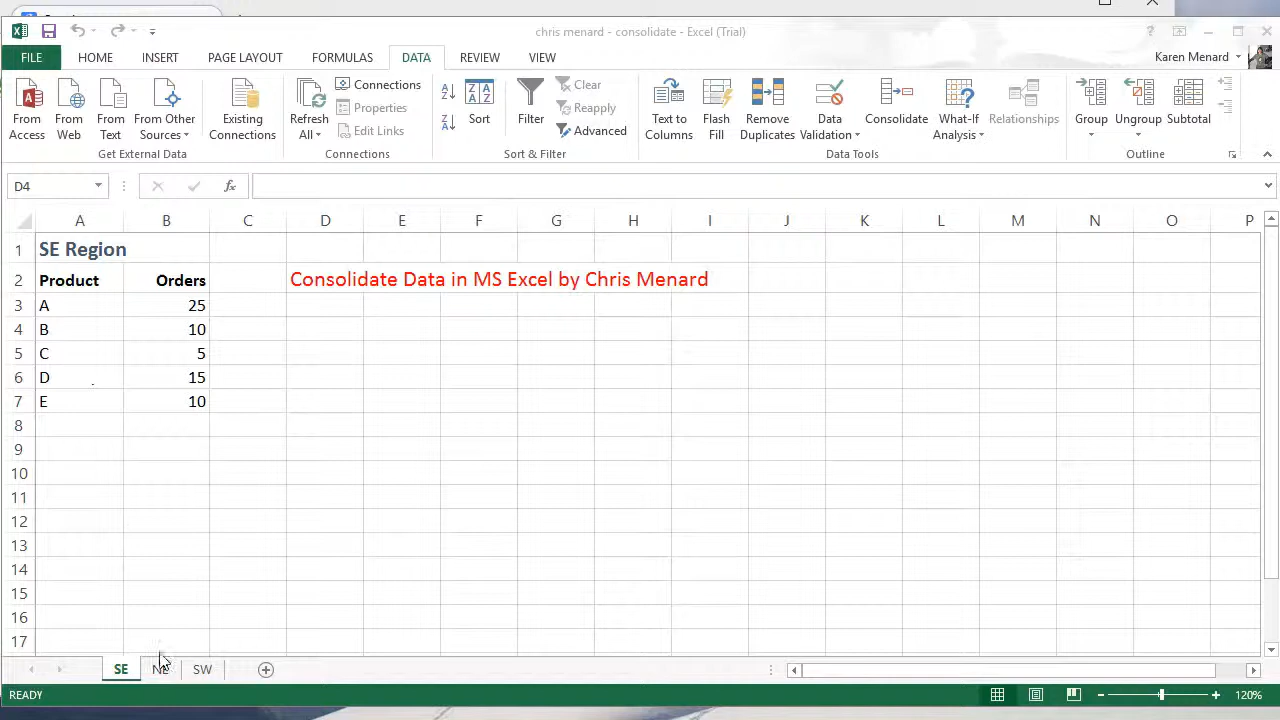 chris menard - consolidate - Excel (Trial)
FILE HOME INSERT PAGE LAYOUT FORMULAS DATA REVIEW VIEW Karen Menard
From Access
From Web
From Text
From Other Sources
Existing Connections
Get External Data
Refresh All
Connections
Properties
Edit Links
Connections
Sort
Filter
Clear
Reapply
Advanced
Sort & Filter
Text to Columns
Flash Fill
Remove Duplicates
Data Validation
Consolidate
What-If Analysis
Relationships
Data Tools
Group
Ungroup
Subtotal
Outline
D4 fx
A B C D E F G H I J K L M N O P
1 SE Region
2 Product Orders Consolidate Data in MS Excel by Chris Menard
3 A 25
4 B 10
5 C 5
6 D 15
7 E 10
8
9
10
11
12
13
14
15
16
17
SE NE SW
READY 120%